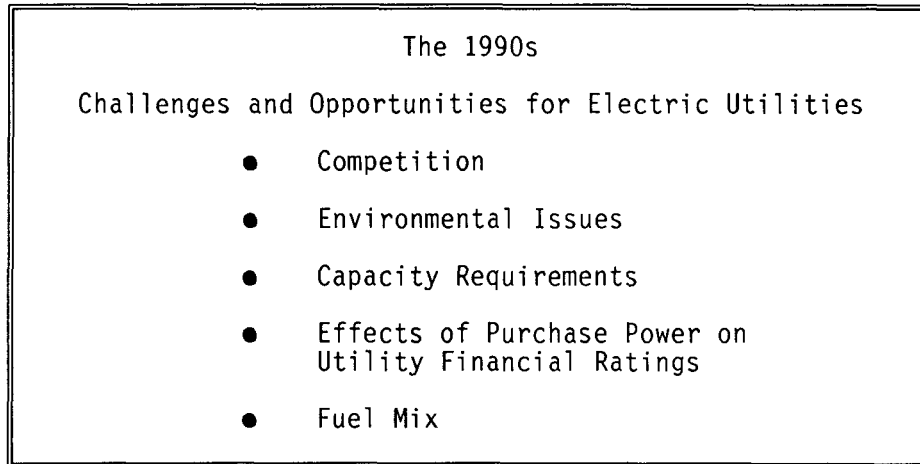 The 1990s
Challenges and Opportunities for Electric Utilities
● Competition
● Environmental Issues
● Capacity Requirements
● Effects of Purchase Power on
Utility Financial Ratings
● Fuel Mix